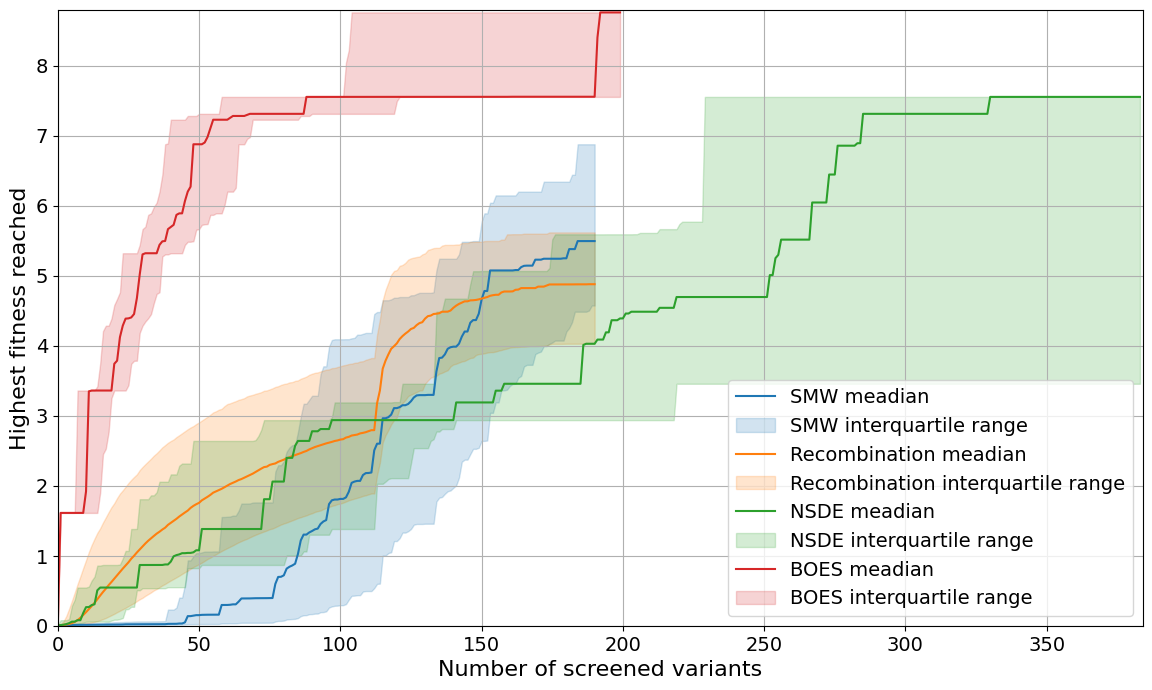 Highest fitness reached
8
7
6
5
4
3
2
1
0
0 50 100 150 200 250 300 350
Number of screened variants
SMW meadian
SMW interquartile range
Recombination meadian
Recombination interquartile range
NSDE meadian
NSDE interquartile range
BOES meadian
BOES interquartile range